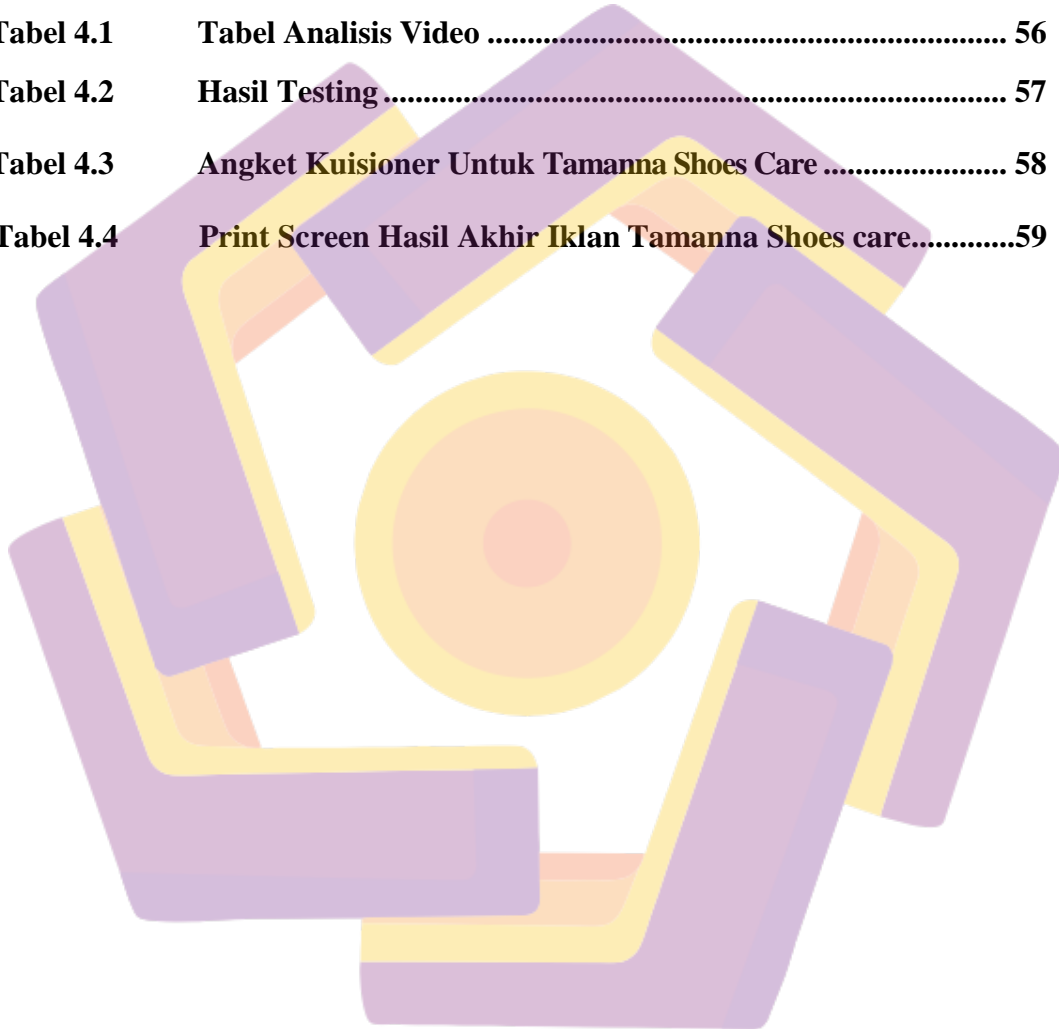 Tabel 4.1 Tabel Analisis Video ................................................................. 56
Tabel 4.2 Hasil Testing ............................................................................... 57
Tabel 4.3 Angket Kuisioner Untuk Tamanna Shoes Care ....................... 58
Tabel 4.4 Print Screen Hasil Akhir Iklan Tamanna Shoes care.............59